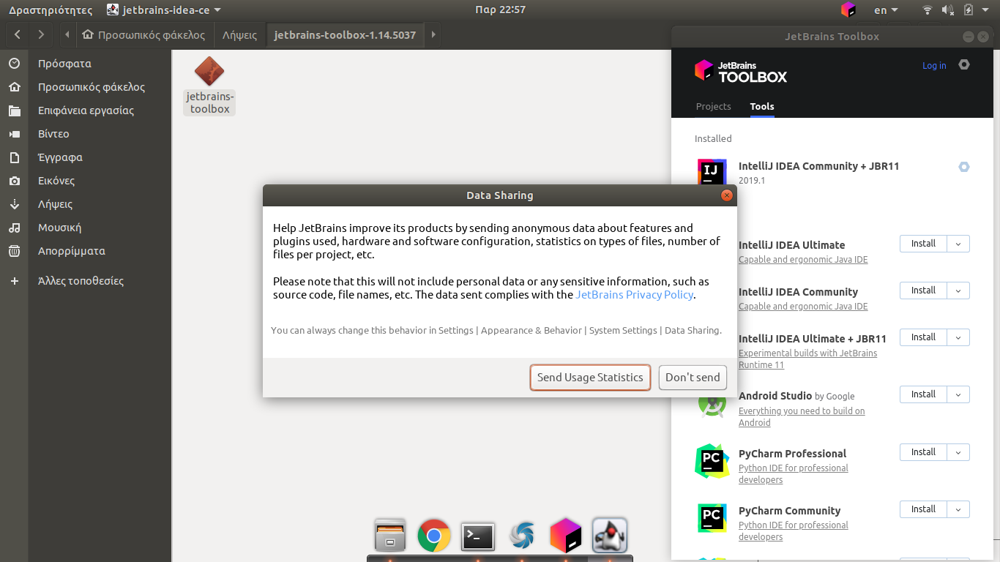 Δραστηριότητες
jetbrains-idea-ce
Παρ 22:57
en
Προσωπικός φάκελος
Λήψεις
jetbrains-toolbox-1.14.5037
Πρόσφατα
Προσωπικός φάκελος
Επιφάνεια εργασίας
Βίντεο
Έγγραφα
Εικόνες
Λήψεις
Μουσική
Απορρίμματα
Άλλες τοποθεσίες
jetbrains-
toolbox
Data Sharing
Help JetBrains improve its products by sending anonymous data about features and
plugins used, hardware and software configuration, statistics on types of files, number of
files per project, etc.
Please note that this will not include personal data or any sensitive information, such as
source code, file names, etc. The data sent complies with the JetBrains Privacy Policy.
You can always change this behavior in Settings | Appearance & Behavior | System Settings | Data Sharing.
Send Usage Statistics
Don't send
JetBrains Toolbox
JetBrains
TOOLBOX
Log in
Projects
Tools
Installed
IJ
IntelliJ IDEA Community + JBR11
2019.1
IntelliJ IDEA Ultimate
Capable and ergonomic Java IDE
Install
IntelliJ IDEA Community
Capable and ergonomic Java IDE
Install
IntelliJ IDEA Ultimate + JBR11
Experimental builds with JetBrains
Runtime 11
Install
Android Studio by Google
Everything you need to build on
Android
Install
PC
PyCharm Professional
Python IDE for professional
developers
Install
PC
PyCharm Community
Python IDE for professional
developers
Install